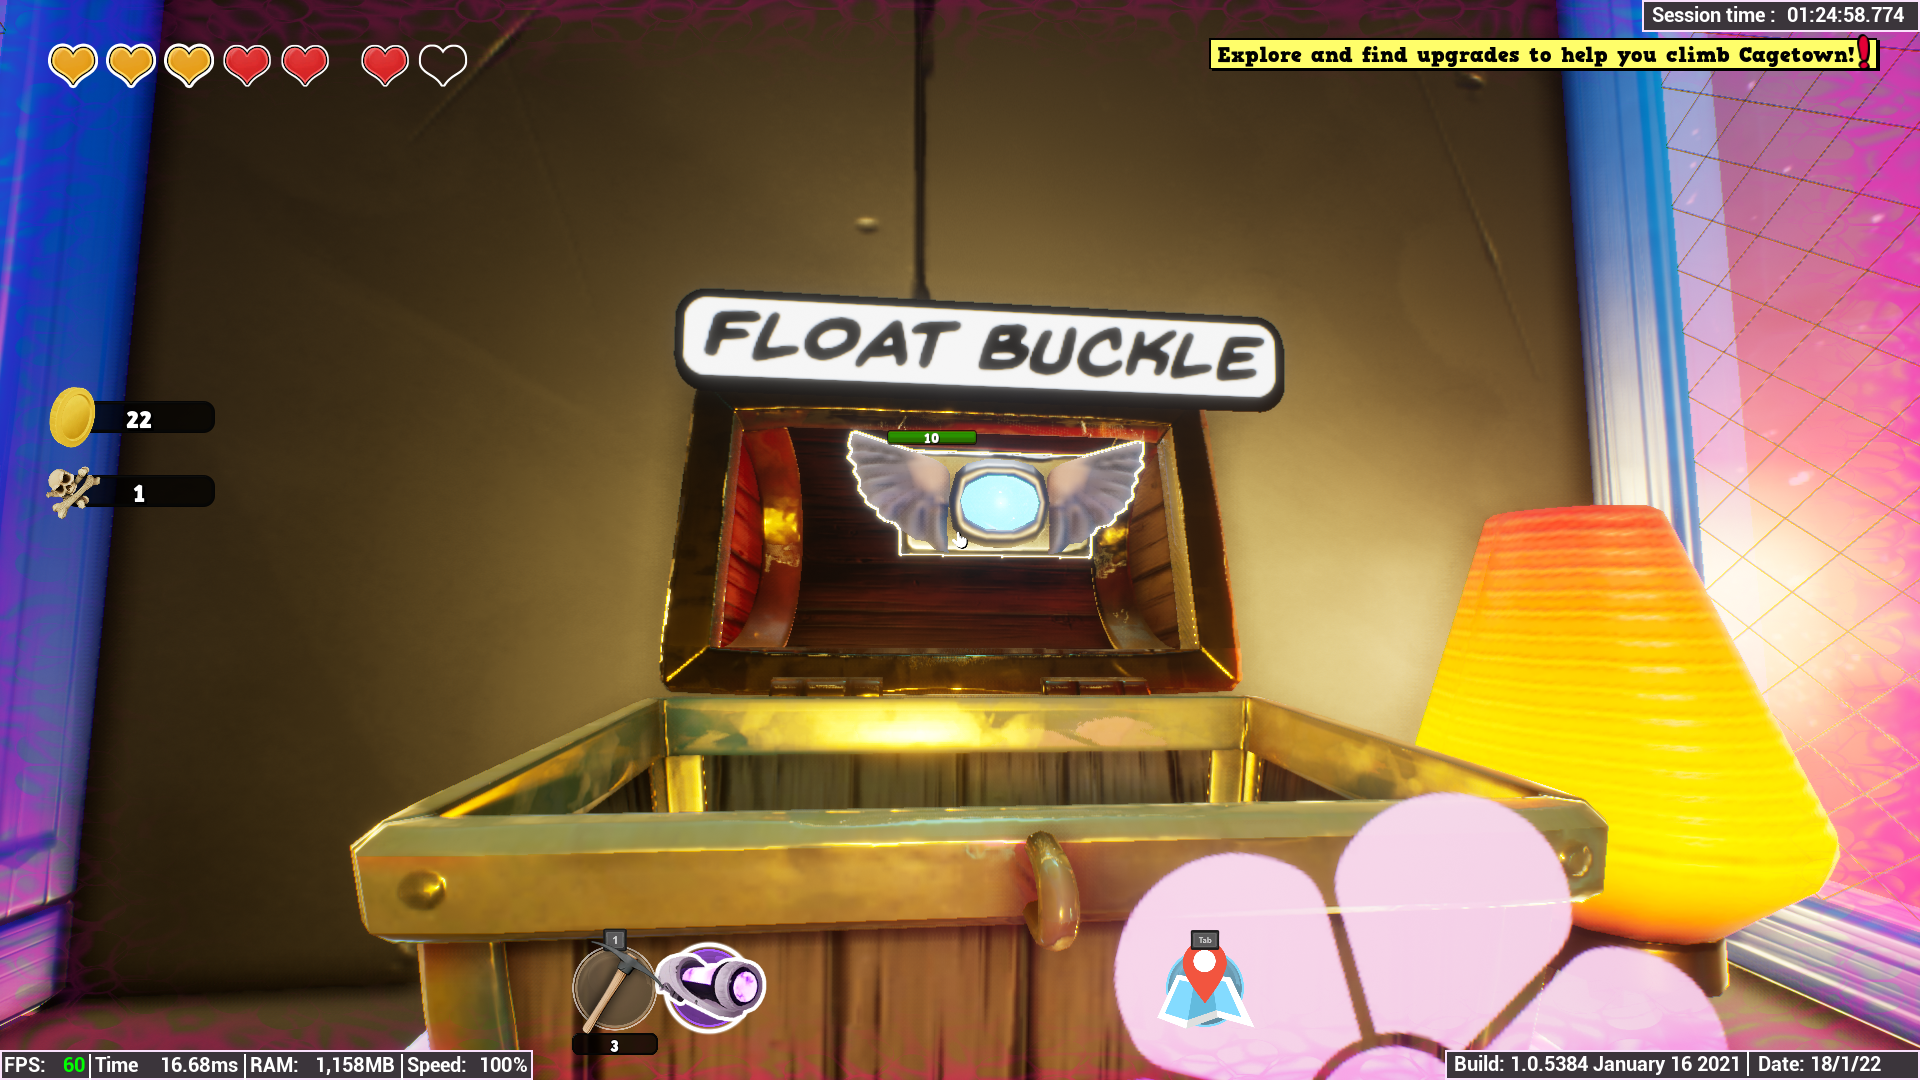 Session time : 01:24:58.774
Explore and find upgrades to help you climb Cagetown!
22
1
FLOAT BUCKLE
10
1
3
Tab
FPS: 60 Time 16.68ms RAM: 1,158MB Speed: 100%
Build: 1.0.5384 January 16 2021 Date: 18/1/22